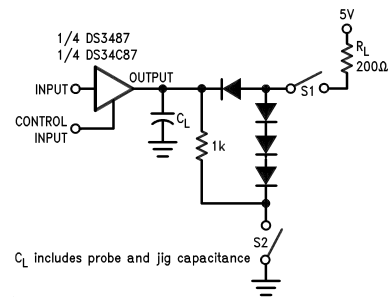 1/4 DS3487
1/4 DS34C87
5V
RL
200Ω
OUTPUT
INPUT
S1
CONTROL
INPUT
CL
1k
S2
CL includes probe and jig capacitance